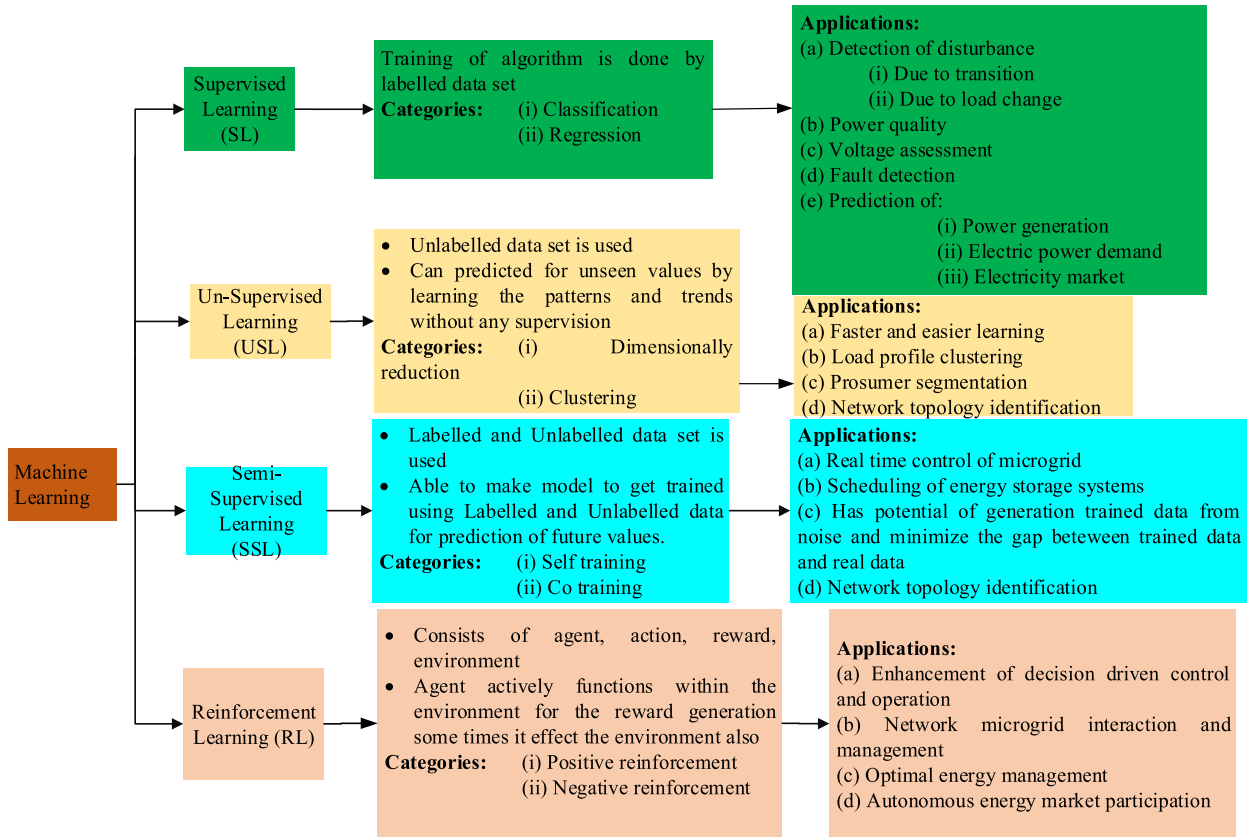 Machine
Learning
Supervised
Learning
(SL)
Training of algorithm is done by
labelled data set
Categories: (i) Classification
(ii) Regression
Applications:
(a) Detection of disturbance
(i) Due to transition
(ii) Due to load change
(b) Power quality
(c) Voltage assessment
(d) Fault detection
(e) Prediction of:
(i) Power generation
(ii) Electric power demand
(iii) Electricity market
Un-Supervised
Learning
(USL)
• Unlabelled data set is used
• Can predicted for unseen values by
learning the patterns and trends
without any supervision
Categories: (i) Dimensionally
reduction
(ii) Clustering
Applications:
(a) Faster and easier learning
(b) Load profile clustering
(c) Prosumer segmentation
(d) Network topology identification
Semi-
Supervised
Learning
(SSL)
• Labelled and Unlabelled data set is
used
• Able to make model to get trained
using Labelled and Unlabelled data
for prediction of future values.
Categories: (i) Self training
(ii) Co training
Applications:
(a) Real time control of microgrid
(b) Scheduling of energy storage systems
(c) Has potential of generation trained data from
noise and minimize the gap beteween trained data
and real data
(d) Network topology identification
Reinforcement
Learning (RL)
• Consists of agent, action, reward,
environment
• Agent actively functions within the
environment for the reward generation
some times it effect the environment also
Categories: (i) Positive reinforcement
(ii) Negative reinforcement
Applications:
(a) Enhancement of decision driven control
and operation
(b) Network microgrid interaction and
management
(c) Optimal energy management
(d) Autonomous energy market participation